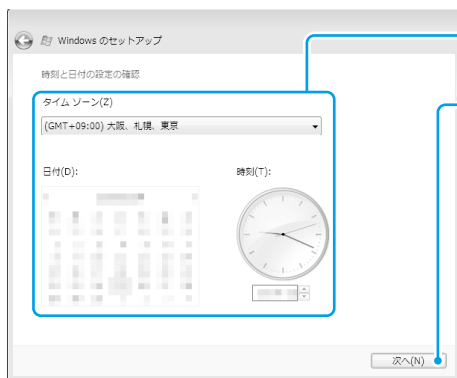 Windows のセットアップ
時刻と日付の設定の確認
タイム ゾーン(Z)
(GMT+09:00) 大阪、札幌、東京
日付(D): 時刻(T):
次へ(N)